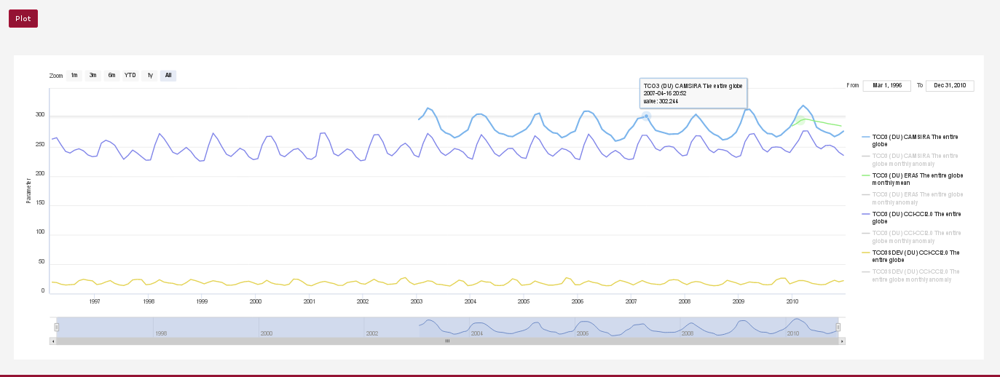 Plot
Zoom 1m 3m 6m YTD 1y All
From Mar 1, 1996 To Dec 31, 2010
TCO3 (DU) CAMSIRA The entire globe
2007-04-16 20:52
value: 302.244
300
250
200
150
100
50
0
Parameter
1997 1998 1999 2000 2001 2002 2003 2004 2005 2006 2007 2008 2009 2010
1998 2000 2002 2004 2006 2008 2010
TCO3 (DU) CAMSIRA The entire
globe
TCO3 (DU) CAMSIRA The entire
globe monthly anomaly
TCO3 (DU) ERA5 The entire globe
monthly mean
TCO3 (DU) ERA5 The entire globe
monthly anomaly
TCO3 (DU) CCI-CCI2.0 The entire
globe
TCO3 (DU) CCI-CCI2.0 The entire
globe monthly anomaly
TCO3SDEV (DU) CCI-CCI2.0 The
entire globe
TCO3SDEV (DU) CCI-CCI2.0 The
entire globe monthly anomaly